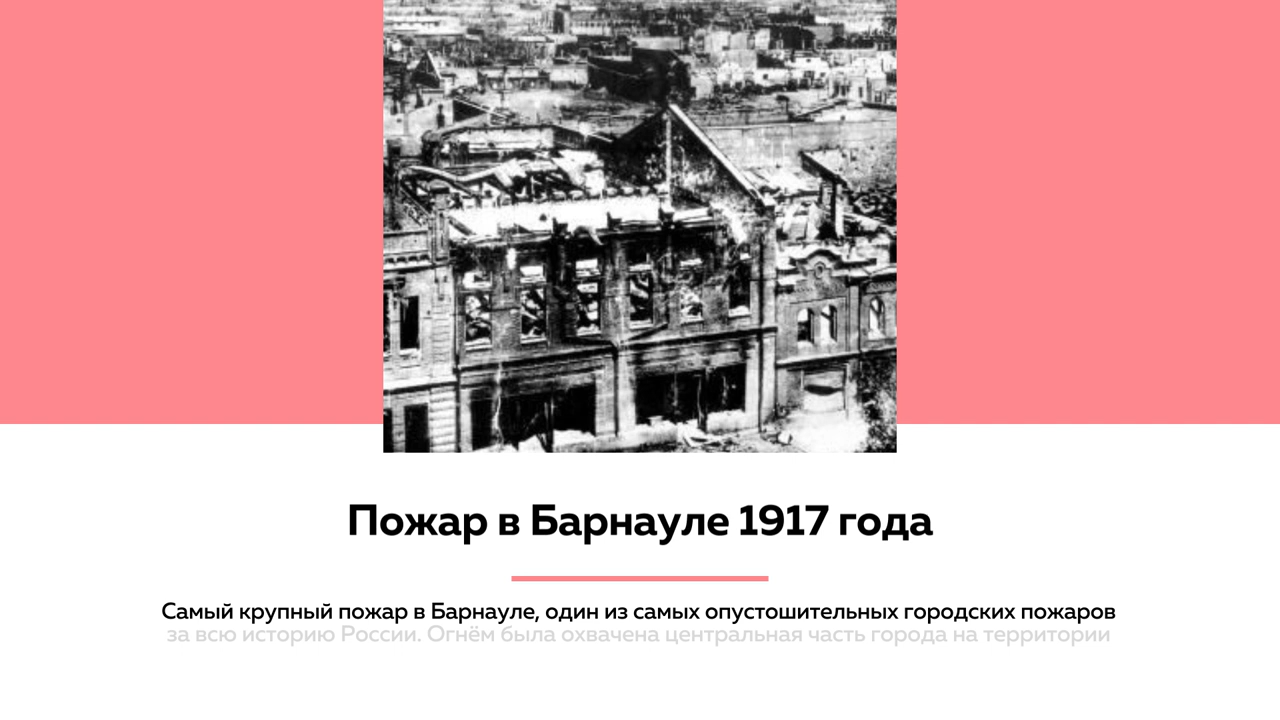 Пожар в Барнауле 1917 года
Самый крупный пожар в Барнауле, один из самых опустошительных городских пожаров
за всю историю России. Огнём была охвачена центральная часть города на территории